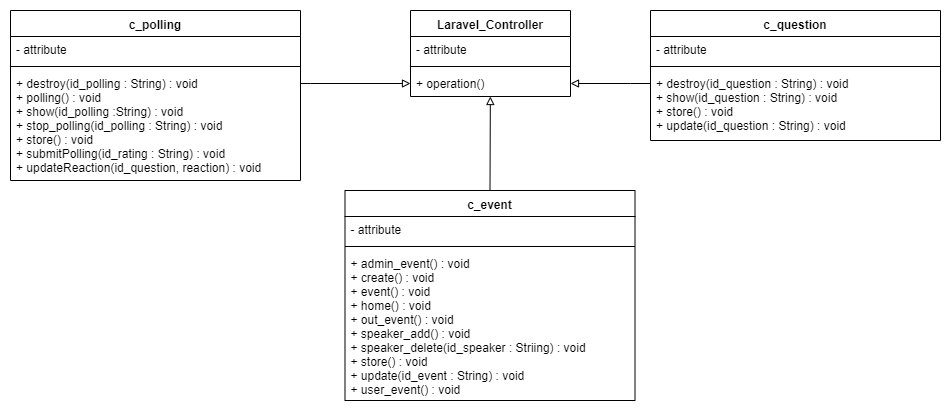 c_polling
- attribute
+ destroy(id_polling : String) : void
+ polling() : void
+ show(id_polling :String) : void
+ stop_polling(id_polling : String) : void
+ store() : void
+ submitPolling(id_rating : String) : void
+ updateReaction(id_question, reaction) : void
Laravel_Controller
- attribute
+ operation()
c_question
- attribute
+ destroy(id_question : String) : void
+ show(id_question : String) : void
+ store() : void
+ update(id_question : String) : void
c_event
- attribute
+ admin_event() : void
+ create() : void
+ event() : void
+ home() : void
+ out_event() : void
+ speaker_add() : void
+ speaker_delete(id_speaker : Striing) : void
+ store() : void
+ update(id_event : String) : void
+ user_event() : void